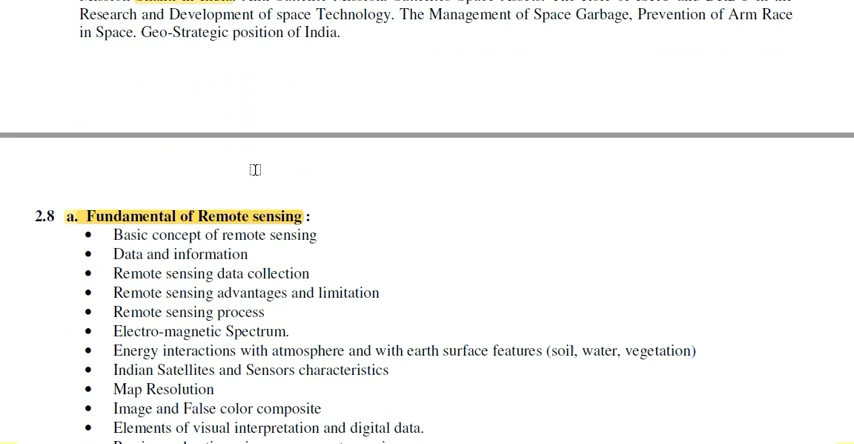 Research and Development of space Technology. The Management of Space Garbage, Prevention of Arm Race
in Space. Geo-Strategic position of India.
2.8 a. Fundamental of Remote sensing :
• Basic concept of remote sensing
• Data and information
• Remote sensing data collection
• Remote sensing advantages and limitation
• Remote sensing process
• Electro-magnetic Spectrum.
• Energy interactions with atmosphere and with earth surface features (soil, water, vegetation)
• Indian Satellites and Sensors characteristics
• Map Resolution
• Image and False color composite
• Elements of visual interpretation and digital data.